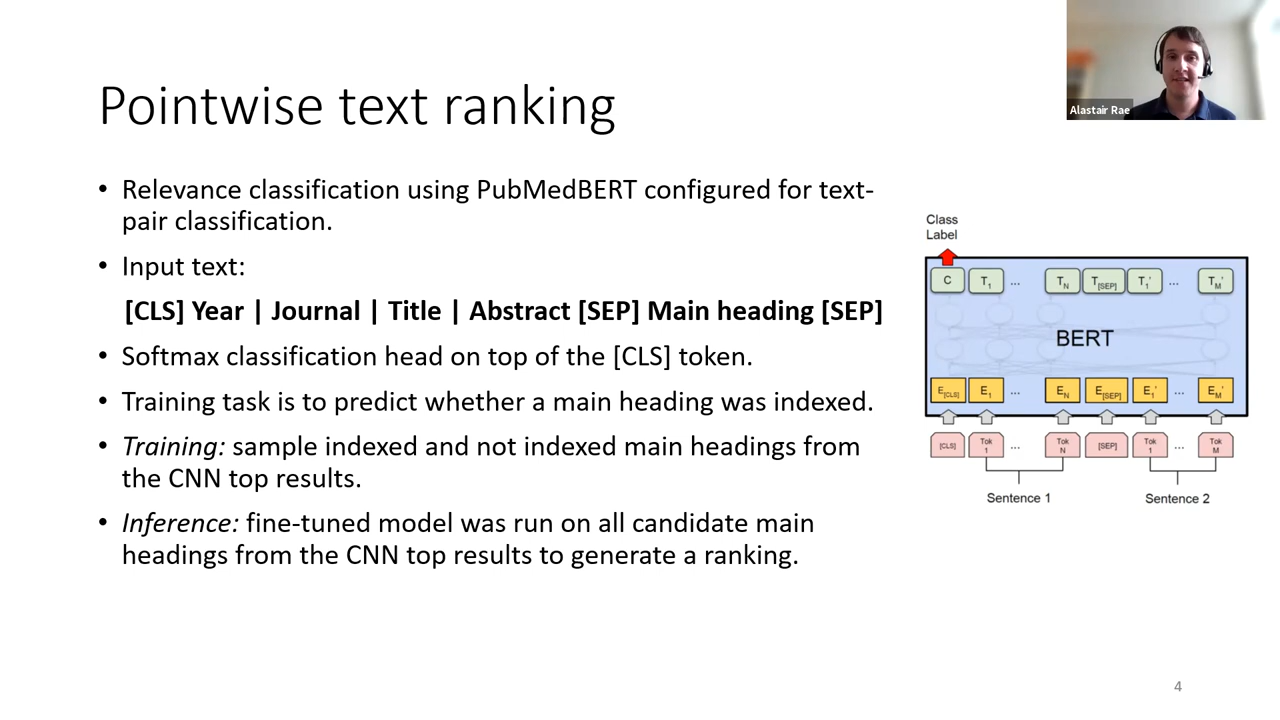 Alastair Rae
Pointwise text ranking
• Relevance classification using PubMedBERT configured for text-
pair classification.
• Input text:
[CLS] Year | Journal | Title | Abstract [SEP] Main heading [SEP]
• Softmax classification head on top of the [CLS] token.
• Training task is to predict whether a main heading was indexed.
• Training: sample indexed and not indexed main headings from
the CNN top results.
• Inference: fine-tuned model was run on all candidate main
headings from the CNN top results to generate a ranking.
Class
Label
C T1 ... TN T[SEP] T1' ... TM'
BERT
E[CLS] E1 ... EN E[SEP] E1' ... EM'
[CLS] Tok 1 ... Tok N [SEP] Tok 1 ... Tok M
Sentence 1 Sentence 2
4